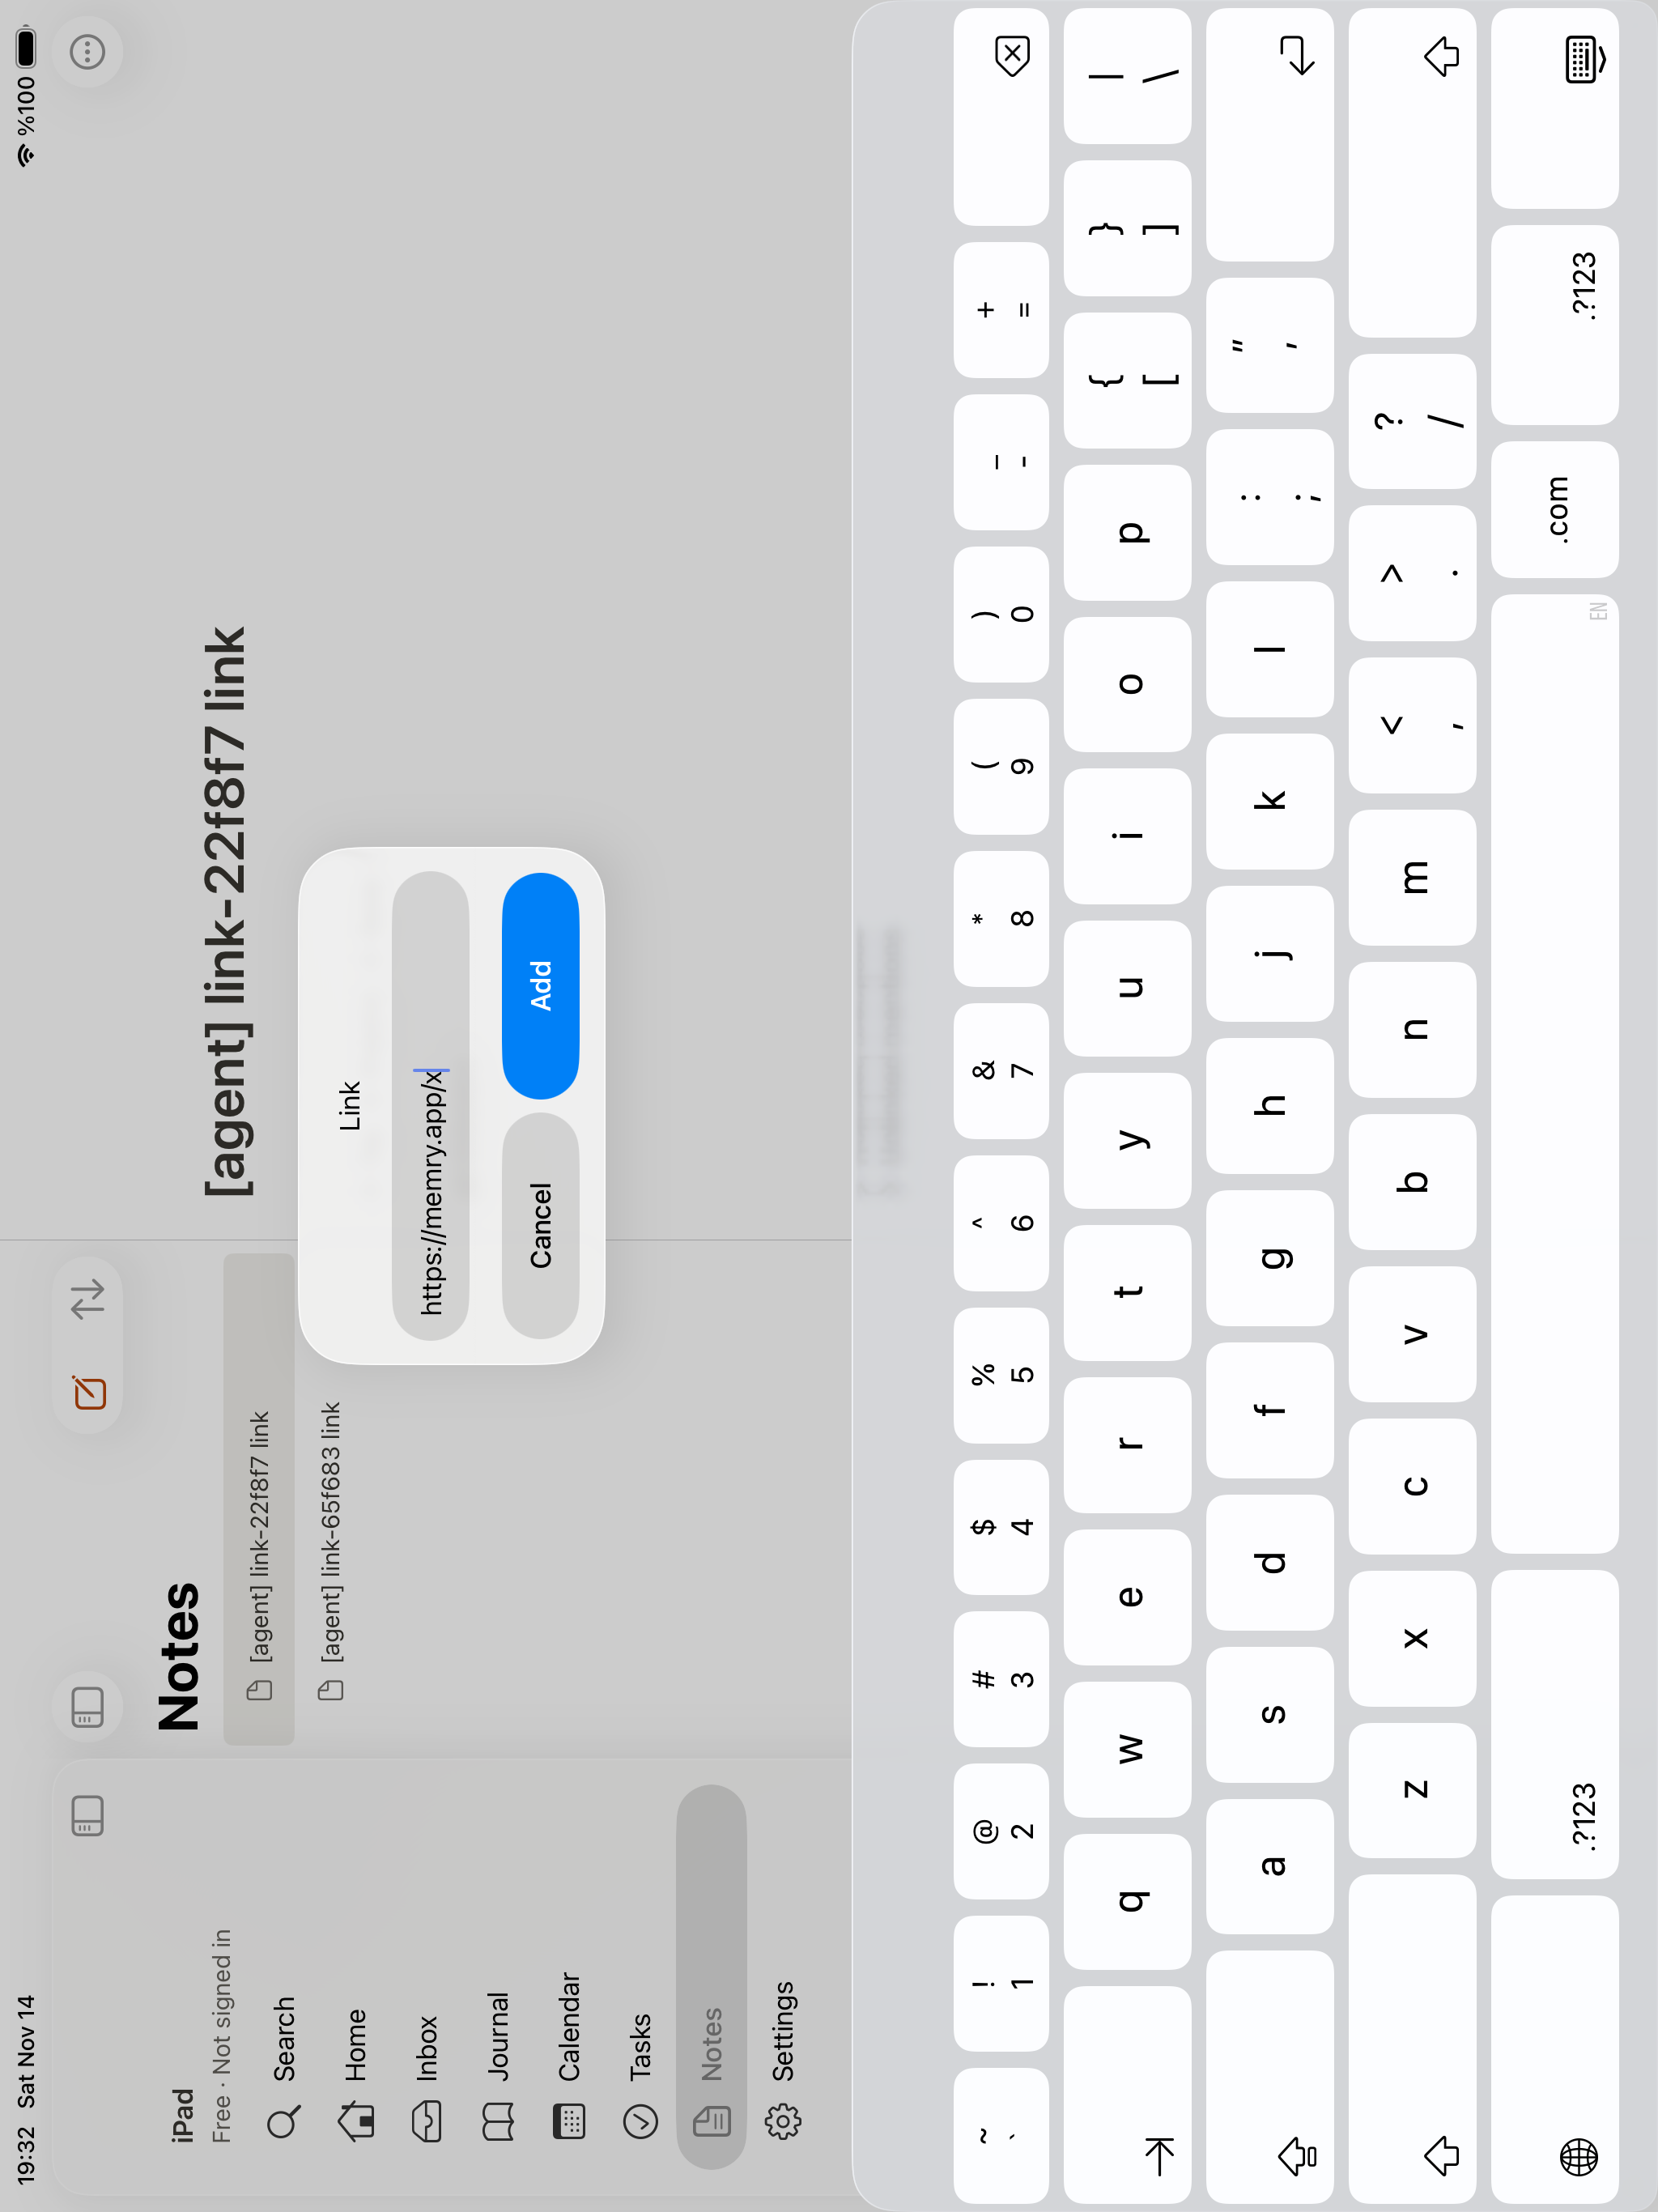 19:32 Sat Nov 14
%100
iPad
Free · Not signed in
Search
Home
Inbox
Journal
Calendar
Tasks
Notes
Settings
Notes
[agent] link-22f8f7 link
[agent] link-65f683 link
[agent] link-22f8f7 link
Link
https://memry.app/x
Cancel
Add
~ ! @ # $ % ^ & * ( ) _ +
` 1 2 3 4 5 6 7 8 9 0 - =
q w e r t y u i o p { } |
[ ] \
a s d f g h j k l : "
; '
z x c v b n m < > ?
, . /
.?123 EN .com .?123